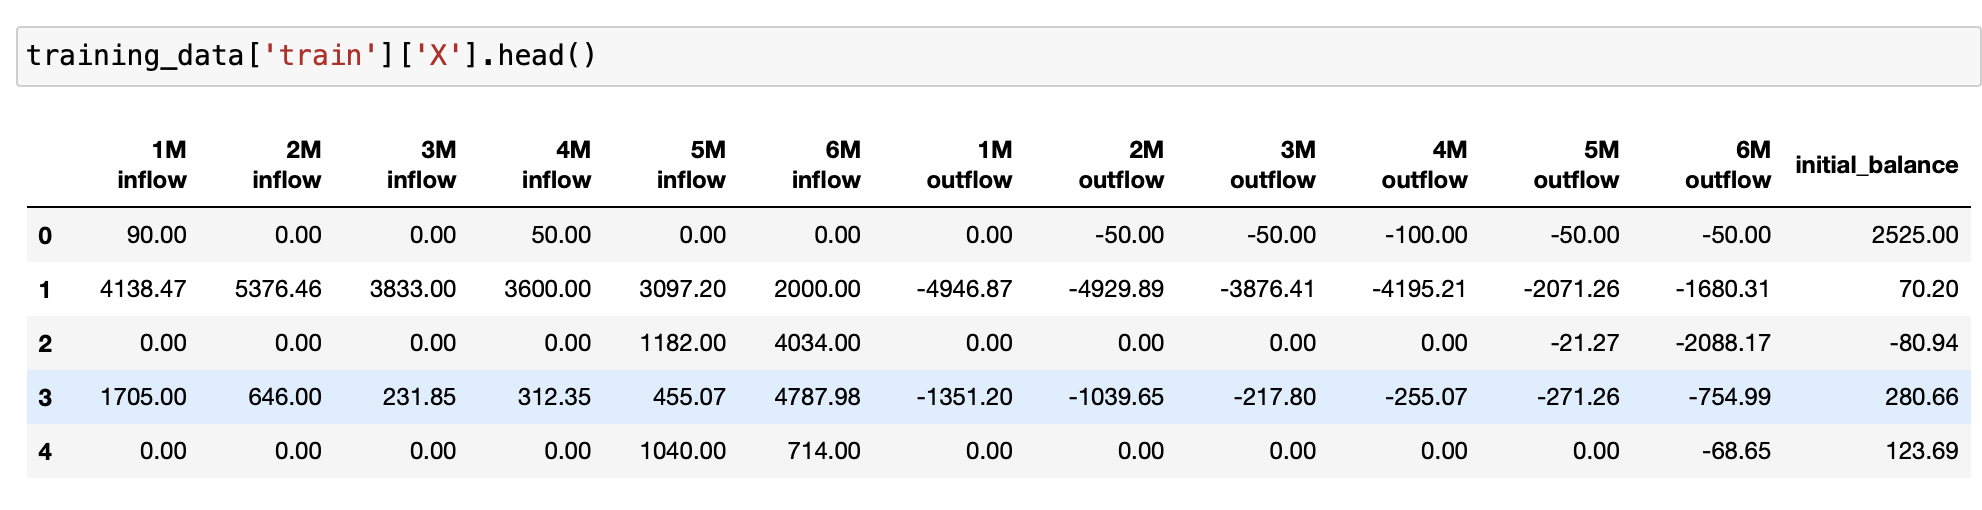 training_data['train']['X'].head()
1M inflow 2M inflow 3M inflow 4M inflow 5M inflow 6M inflow 1M outflow 2M outflow 3M outflow 4M outflow 5M outflow 6M outflow initial_balance
0 90.00 0.00 0.00 50.00 0.00 0.00 0.00 -50.00 -50.00 -100.00 -50.00 -50.00 2525.00
1 4138.47 5376.46 3833.00 3600.00 3097.20 2000.00 -4946.87 -4929.89 -3876.41 -4195.21 -2071.26 -1680.31 70.20
2 0.00 0.00 0.00 0.00 1182.00 4034.00 0.00 0.00 0.00 0.00 -21.27 -2088.17 -80.94
3 1705.00 646.00 231.85 312.35 455.07 4787.98 -1351.20 -1039.65 -217.80 -255.07 -271.26 -754.99 280.66
4 0.00 0.00 0.00 0.00 1040.00 714.00 0.00 0.00 0.00 0.00 0.00 -68.65 123.69